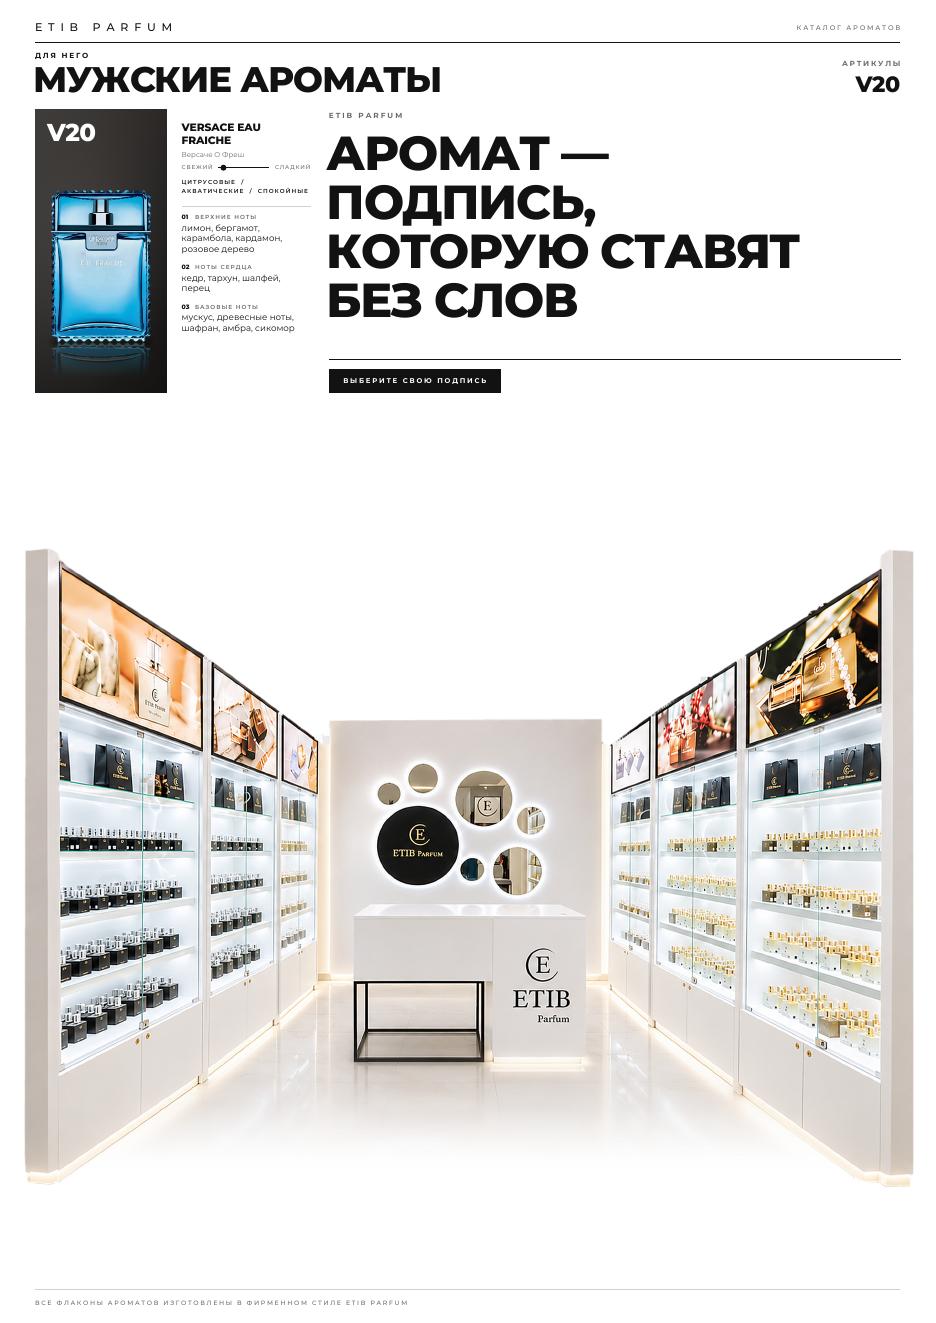 ETIB PARFUM
КАТАЛОГ АРОМАТОВ
ДЛЯ НЕГО
МУЖСКИЕ АРОМАТЫ
АРТИКУЛЫ
V20
V20
VERSACE EAU
FRAICHE
Версаче О Фреш
СВЕЖИЙ СЛАДКИЙ
ЦИТРУСОВЫЕ /
АКВАТИЧЕСКИЕ / СПОКОЙНЫЕ
01 ВЕРХНИЕ НОТЫ
лимон, бергамот,
карамбола, кардамон,
розовое дерево
02 НОТЫ СЕРДЦА
кедр, тархун, шалфей,
перец
03 БАЗОВЫЕ НОТЫ
мускус, древесные ноты,
шафран, амбра, сикомор
ETIB PARFUM
АРОМАТ —
ПОДПИСЬ,
КОТОРУЮ СТАВЯТ
БЕЗ СЛОВ
ВЫБЕРИТЕ СВОЮ ПОДПИСЬ
E
ETIB PARFUM
E
E
ETIB
Parfum
ETIB PARFUM
ВСЕ ФЛАКОНЫ АРОМАТОВ ИЗГОТОВЛЕНЫ В ФИРМЕННОМ СТИЛЕ ETIB PARFUM